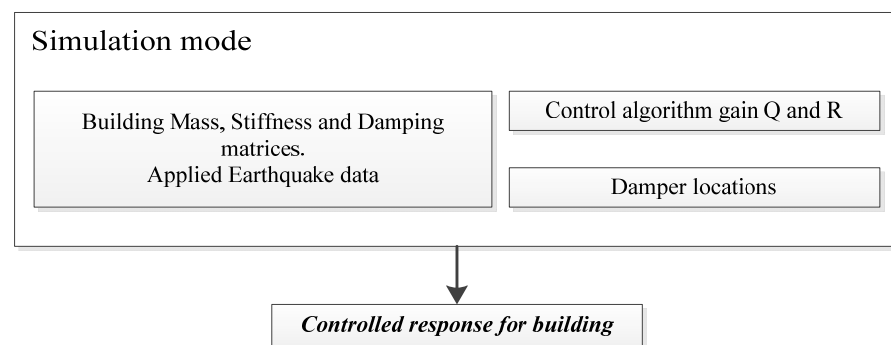 Simulation mode
Building Mass, Stiffness and Damping
matrices.
Applied Earthquake data
Control algorithm gain Q and R
Damper locations
Controlled response for building